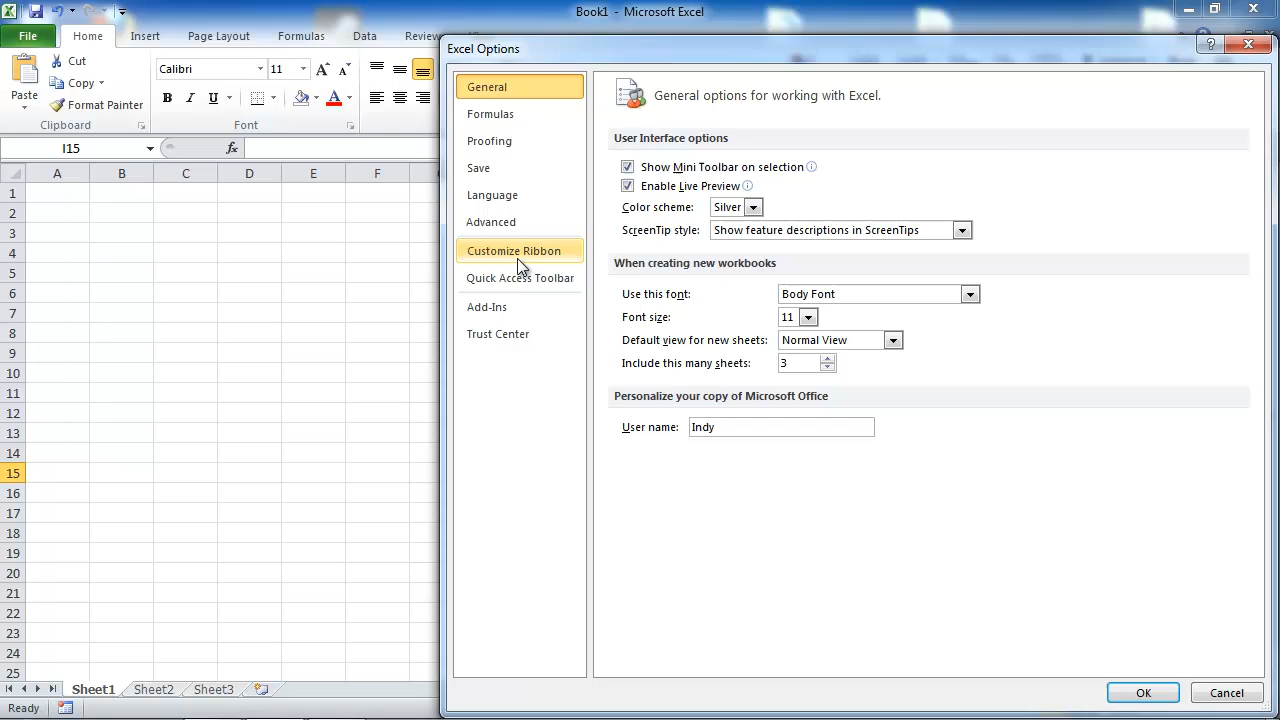 Book1 - Microsoft Excel
File Home Insert Page Layout Formulas Data Review
Cut
Copy
Format Painter
Paste
Clipboard
Calibri 11
B I U
Font
I15 fx
A B C D E F
1
2
3
4
5
6
7
8
9
10
11
12
13
14
15
16
17
18
19
20
21
22
23
24
25
Sheet1 Sheet2 Sheet3
Ready
Excel Options
General
Formulas
Proofing
Save
Language
Advanced
Customize Ribbon
Quick Access Toolbar
Add-Ins
Trust Center
General options for working with Excel.
User Interface options
Show Mini Toolbar on selection
Enable Live Preview
Color scheme: Silver
ScreenTip style: Show feature descriptions in ScreenTips
When creating new workbooks
Use this font: Body Font
Font size: 11
Default view for new sheets: Normal View
Include this many sheets: 3
Personalize your copy of Microsoft Office
User name: Indy
OK Cancel